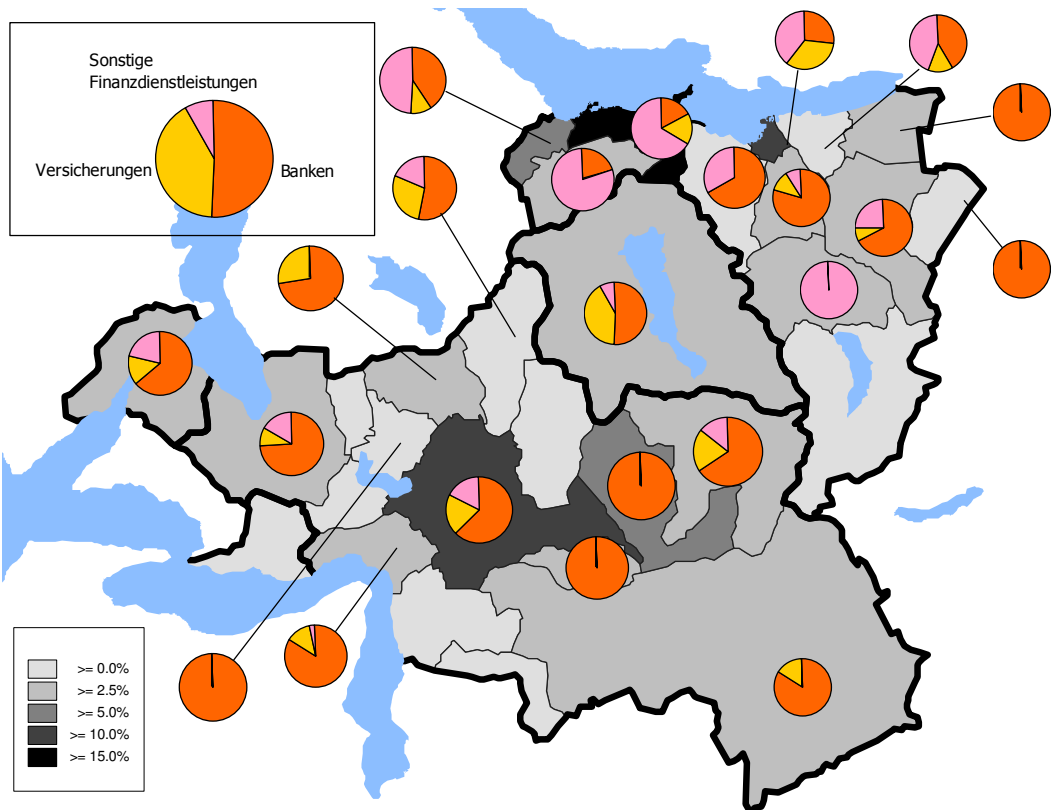 Sonstige
Finanzdienstleistungen
Versicherungen
Banken
>= 0.0%
>= 2.5%
>= 5.0%
>= 10.0%
>= 15.0%